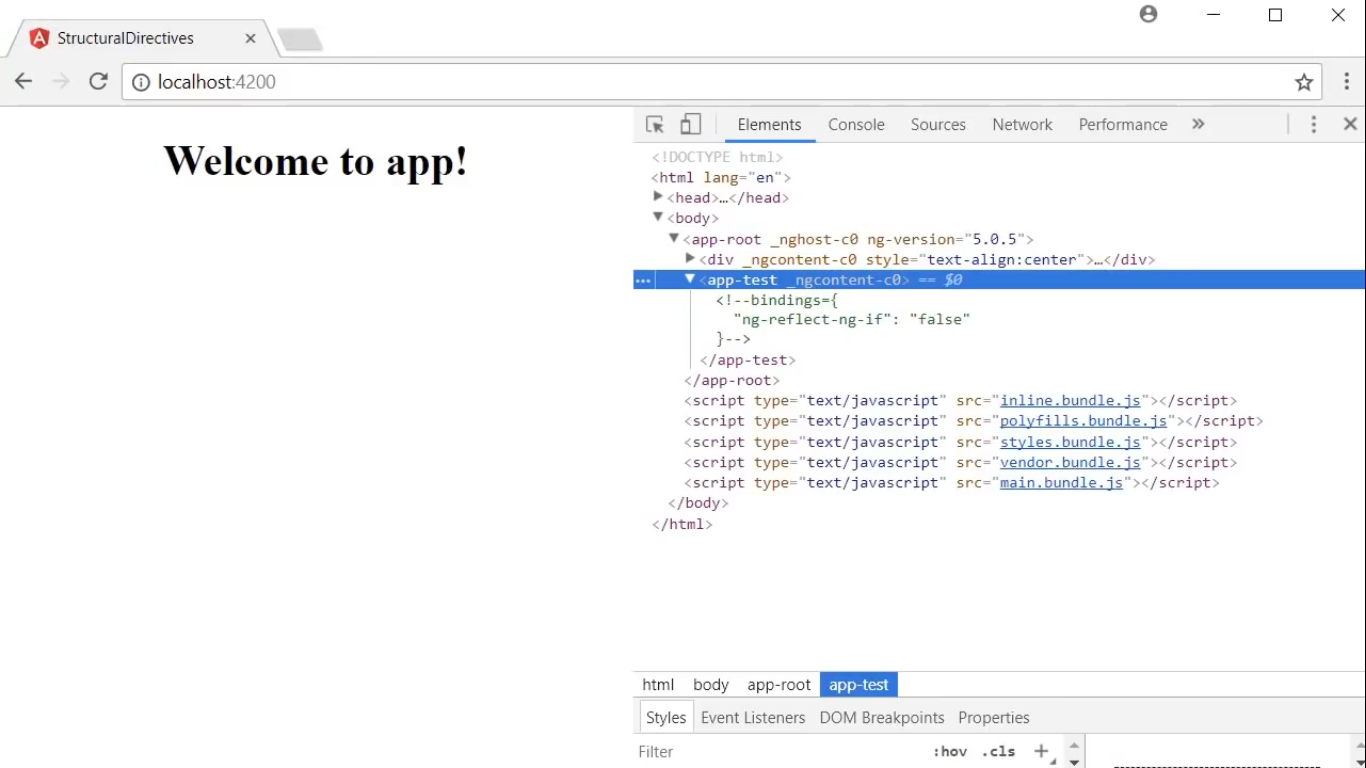 StructuralDirectives
localhost:4200
Welcome to app!
Elements Console Sources Network Performance »
<!DOCTYPE html>
<html lang="en">
<head>…</head>
<body>
<app-root _nghost-c0 ng-version="5.0.5">
<div _ngcontent-c0 style="text-align:center">…</div>
<app-test _ngcontent-c0> == $0
<!--bindings={
"ng-reflect-ng-if": "false"
}-->
</app-test>
</app-root>
<script type="text/javascript" src="inline.bundle.js"></script>
<script type="text/javascript" src="polyfills.bundle.js"></script>
<script type="text/javascript" src="styles.bundle.js"></script>
<script type="text/javascript" src="vendor.bundle.js"></script>
<script type="text/javascript" src="main.bundle.js"></script>
</body>
</html>
html body app-root app-test
Styles Event Listeners DOM Breakpoints Properties
Filter :hov .cls +